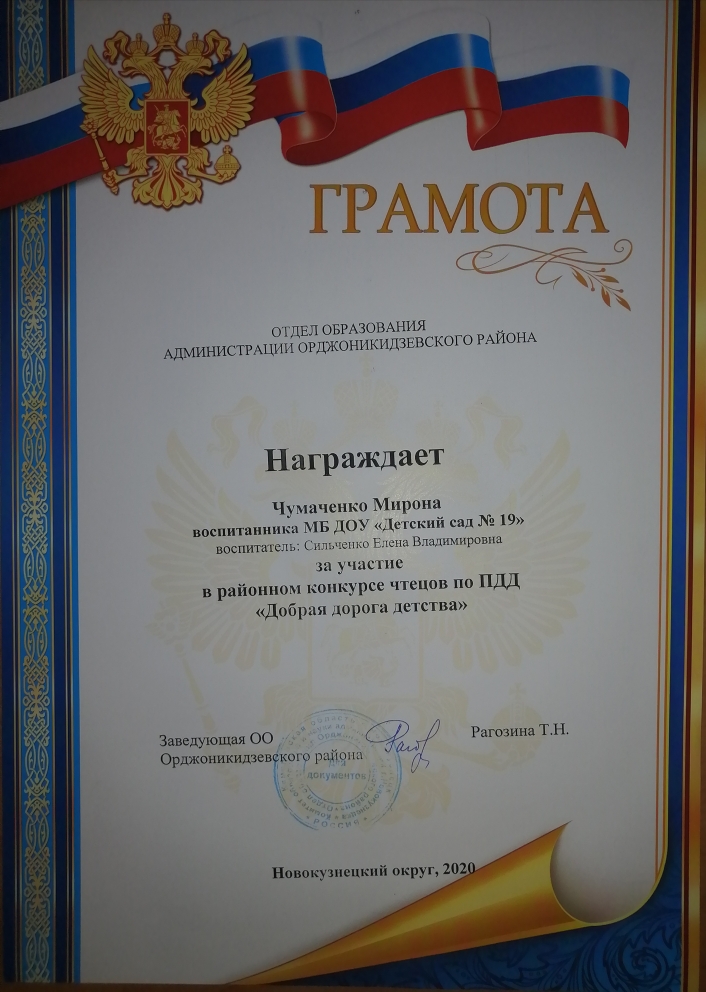 ГРАМОТА
ОТДЕЛ ОБРАЗОВАНИЯ
АДМИНИСТРАЦИИ ОРДЖОНИКИДЗЕВСКОГО РАЙОНА
Награждает
Чумаченко Мирона
воспитанника МБ ДОУ «Детский сад № 19»
воспитатель: Сильченко Елена Владимировна
за участие
в районном конкурсе чтецов по ПДД
«Добрая дорога детства»
Заведующая ОО
Орджоникидзевского района
Рагозина Т.Н.
документов
РОССИЯ
Новокузнецкий округ, 2020